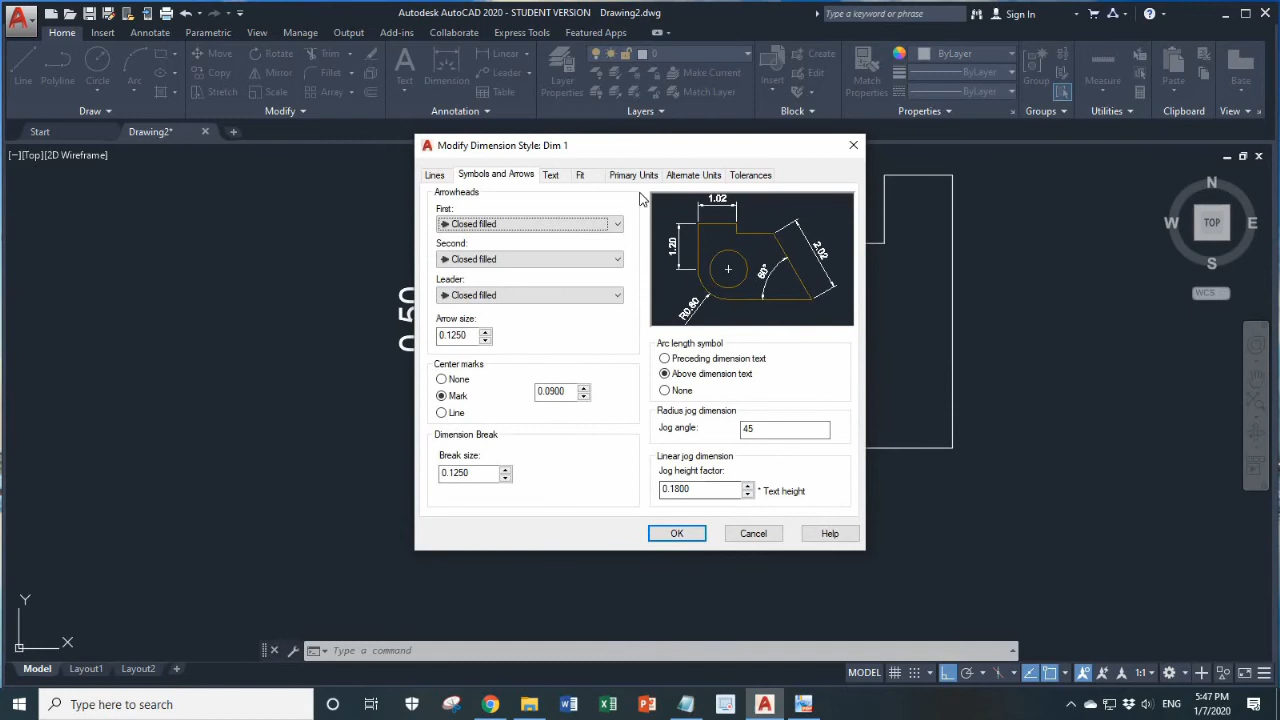 Autodesk AutoCAD 2020 - STUDENT VERSION Drawing2.dwg
Type a keyword or phrase
Sign In
Home Insert Annotate Parametric View Manage Output Add-ins Collaborate Express Tools Featured Apps
Line Polyline Circle Arc
Move Rotate Trim
Copy Mirror Fillet
Stretch Scale Array
Text Dimension
Linear
Leader
Table
Layer Properties
0
Make Current
Match Layer
Insert
Create
Edit
Match Properties
ByLayer
ByLayer
ByLayer
Group
Measure
Paste
Base
Draw Modify Annotation Layers Block Properties Groups Utilities Clipboard View
Start Drawing2*
[−][Top][2D Wireframe]
Modify Dimension Style: Dim 1
Lines Symbols and Arrows Text Fit Primary Units Alternate Units Tolerances
Arrowheads
First:
Closed filled
Second:
Closed filled
Leader:
Closed filled
Arrow size:
0.1250
Center marks
None
Mark
0.0900
Line
Dimension Break
Break size:
0.1250
1.02
1.20
2.02
60°
R0.80
Arc length symbol
Preceding dimension text
Above dimension text
None
Radius jog dimension
Jog angle:
45
Linear jog dimension
Jog height factor:
0.1800
* Text height
OK Cancel Help
0.50
N
W TOP E
S
WCS
Y
X
Type a command
Model Layout1 Layout2
MODEL
1:1
Type here to search
ENG
5:47 PM
1/7/2020